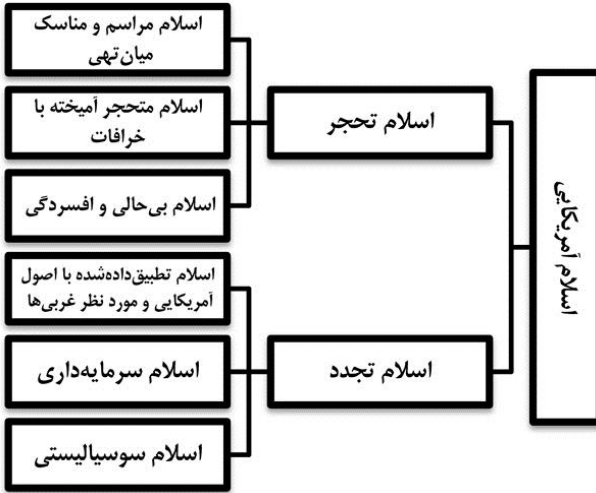 اسلام آمریکایی
اسلام تحجر
اسلام مراسم و مناسک
میان‌تهی
اسلام متحجر آمیخته با
خرافات
اسلام بی‌حالی و افسردگی
اسلام تجدد
اسلام تطبیق‌داده‌شده با اصول
آمریکایی و مورد نظر غربی‌ها
اسلام سرمایه‌داری
اسلام سوسیالیستی